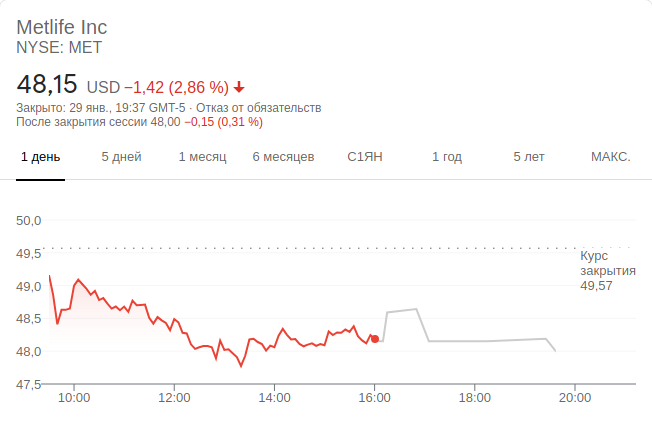 Metlife Inc
NYSE: MET
48,15 USD −1,42 (2,86 %)
Закрыто: 29 янв., 19:37 GMT-5 · Отказ от обязательств
После закрытия сессии 48,00 −0,15 (0,31 %)
1 день 5 дней 1 месяц 6 месяцев С1ЯН 1 год 5 лет МАКС.
50,0
49,5
49,0
48,5
48,0
47,5
Курс
закрытия
49,57
10:00 12:00 14:00 16:00 18:00 20:00